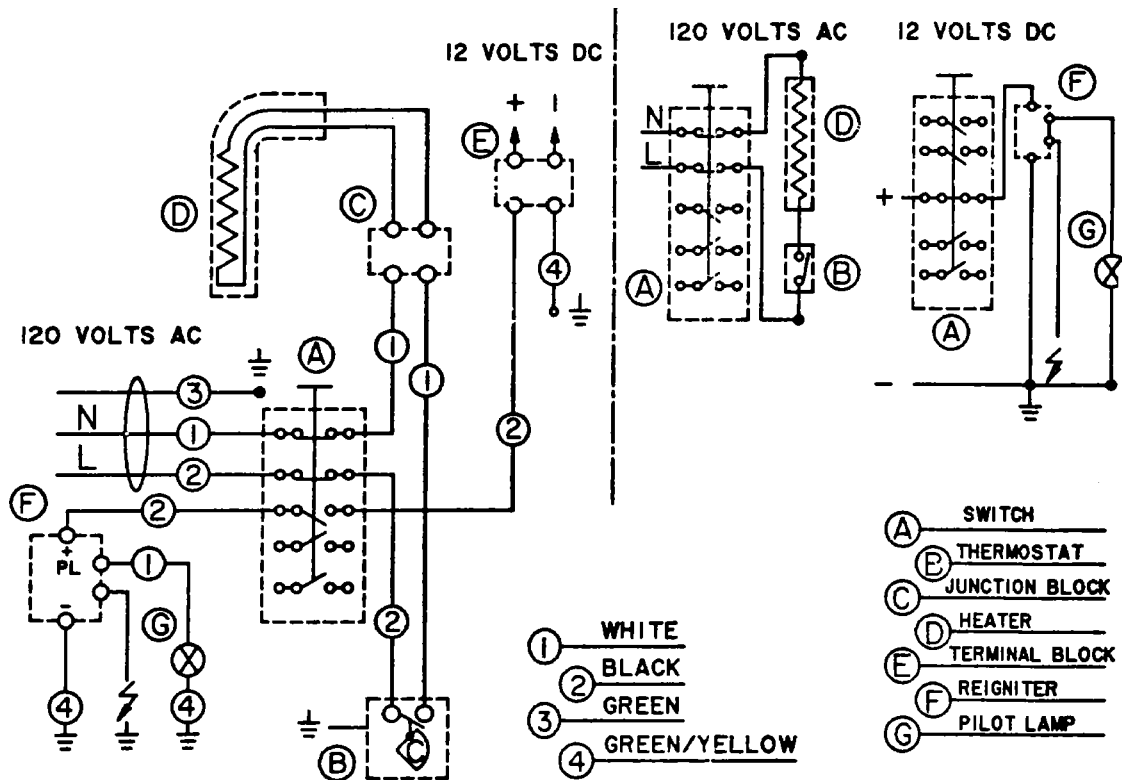 12 VOLTS DC
+
E
D
C
4
120 VOLTS AC
A
3
N
1
L
2
F
2
+
PL
1
-
G
4
4
1
1
2
2
B
C
120 VOLTS AC
N
L
D
A
B
12 VOLTS DC
F
+
G
A
-
1 WHITE
2 BLACK
3 GREEN
4 GREEN/YELLOW
A SWITCH
B THERMOSTAT
C JUNCTION BLOCK
D HEATER
E TERMINAL BLOCK
F REIGNITER
G PILOT LAMP